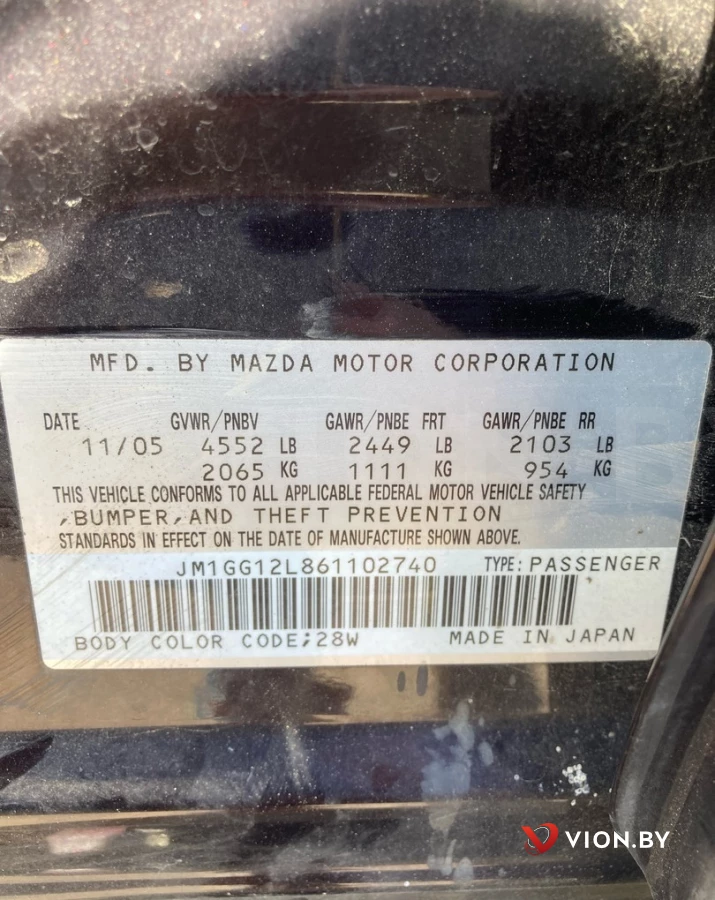 MFD. BY MAZDA MOTOR CORPORATION
DATE GVWR/PNBV GAWR/PNBE FRT GAWR/PNBE RR
11/05 4552 LB 2449 LB 2103 LB
2065 KG 1111 KG 954 KG
THIS VEHICLE CONFORMS TO ALL APPLICABLE FEDERAL MOTOR VEHICLE SAFETY
,BUMPER,AND THEFT PREVENTION
STANDARDS IN EFFECT ON THE DATE OF MANUFACTURE SHOWN ABOVE.
JM1GG12L861102740 TYPE: PASSENGER
BODY COLOR CODE;28W MADE IN JAPAN
VION.BY